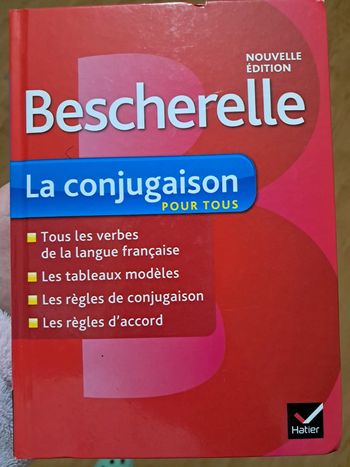 NOUVELLE
ÉDITION
Bescherelle
La conjugaison
POUR TOUS
Tous les verbes
de la langue française
Les tableaux modèles
Les règles de conjugaison
Les règles d'accord
Hatier